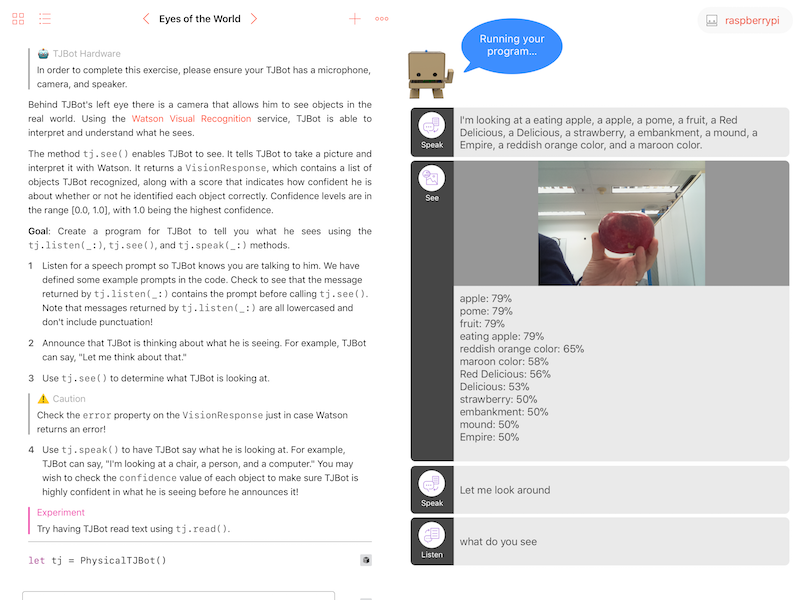 Eyes of the World
TJBot Hardware
In order to complete this exercise, please ensure your TJBot has a microphone,
camera, and speaker.
Behind TJBot's left eye there is a camera that allows him to see objects in the
real world. Using the Watson Visual Recognition service, TJBot is able to
interpret and understand what he sees.
The method tj.see() enables TJBot to see. It tells TJBot to take a picture and
interpret it with Watson. It returns a VisionResponse, which contains a list of
objects TJBot recognized, along with a score that indicates how confident he is
about whether or not he identified each object correctly. Confidence levels are in
the range [0.0, 1.0], with 1.0 being the highest confidence.
Goal: Create a program for TJBot to tell you what he sees using the
tj.listen(_:), tj.see(), and tj.speak(_:) methods.
1 Listen for a speech prompt so TJBot knows you are talking to him. We have
defined some example prompts in the code. Check to see that the message
returned by tj.listen(_:) contains the prompt before calling tj.see().
Note that messages returned by tj.listen(_:) are all lowercased and
don't include punctuation!
2 Announce that TJBot is thinking about what he is seeing. For example, TJBot
can say, "Let me think about that."
3 Use tj.see() to determine what TJBot is looking at.
Caution
Check the error property on the VisionResponse just in case Watson
returns an error!
4 Use tj.speak() to have TJBot say what he is looking at. For example,
TJBot can say, "I'm looking at a chair, a person, and a computer." You may
wish to check the confidence value of each object to make sure TJBot is
highly confident in what he is seeing before he announces it!
Experiment
Try having TJBot read text using tj.read().
let tj = PhysicalTJBot()
raspberrypi
Running your
program...
Speak
I'm looking at a eating apple, a apple, a pome, a fruit, a Red
Delicious, a Delicious, a strawberry, a embankment, a mound, a
Empire, a reddish orange color, and a maroon color.
See
apple: 79%
pome: 79%
fruit: 79%
eating apple: 79%
reddish orange color: 65%
maroon color: 58%
Red Delicious: 56%
Delicious: 53%
strawberry: 50%
embankment: 50%
mound: 50%
Empire: 50%
Speak
Let me look around
Listen
what do you see